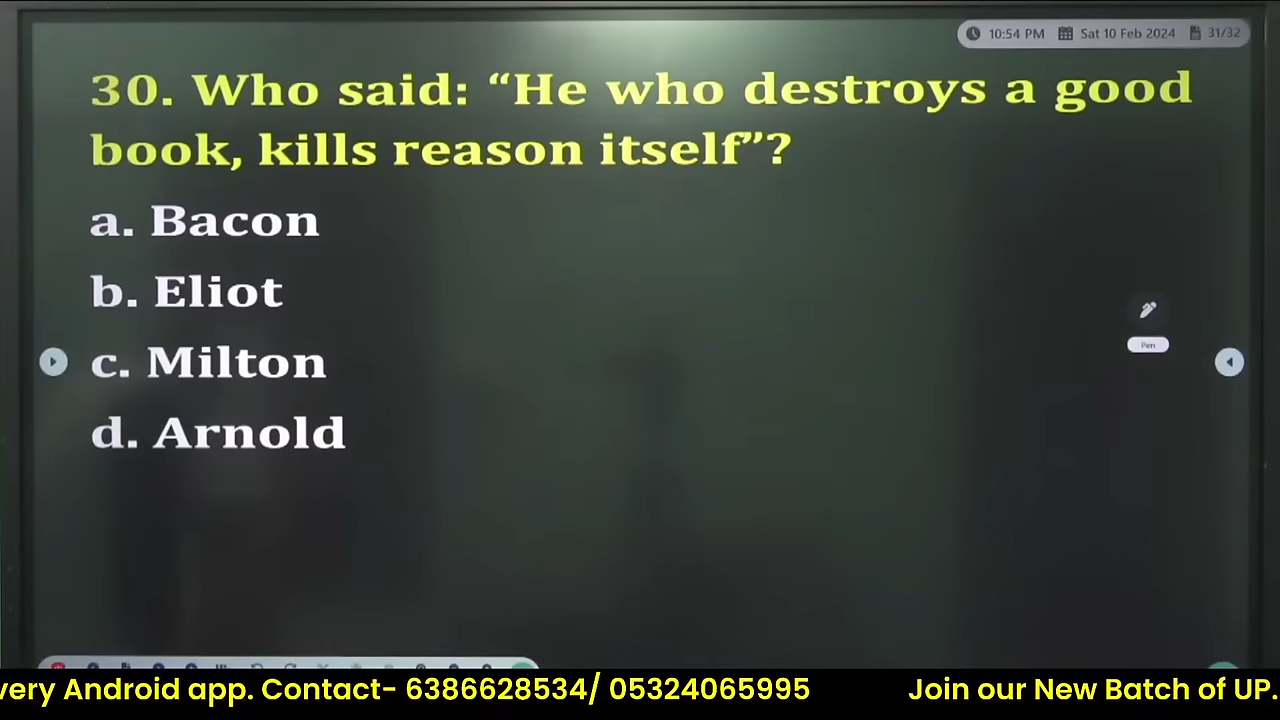 10:54 PM Sat 10 Feb 2024 31/32
30. Who said: “He who destroys a good
book, kills reason itself”?
a. Bacon
b. Eliot
c. Milton
d. Arnold
Pen
very Android app. Contact- 6386628534/ 05324065995 Join our New Batch of UP.